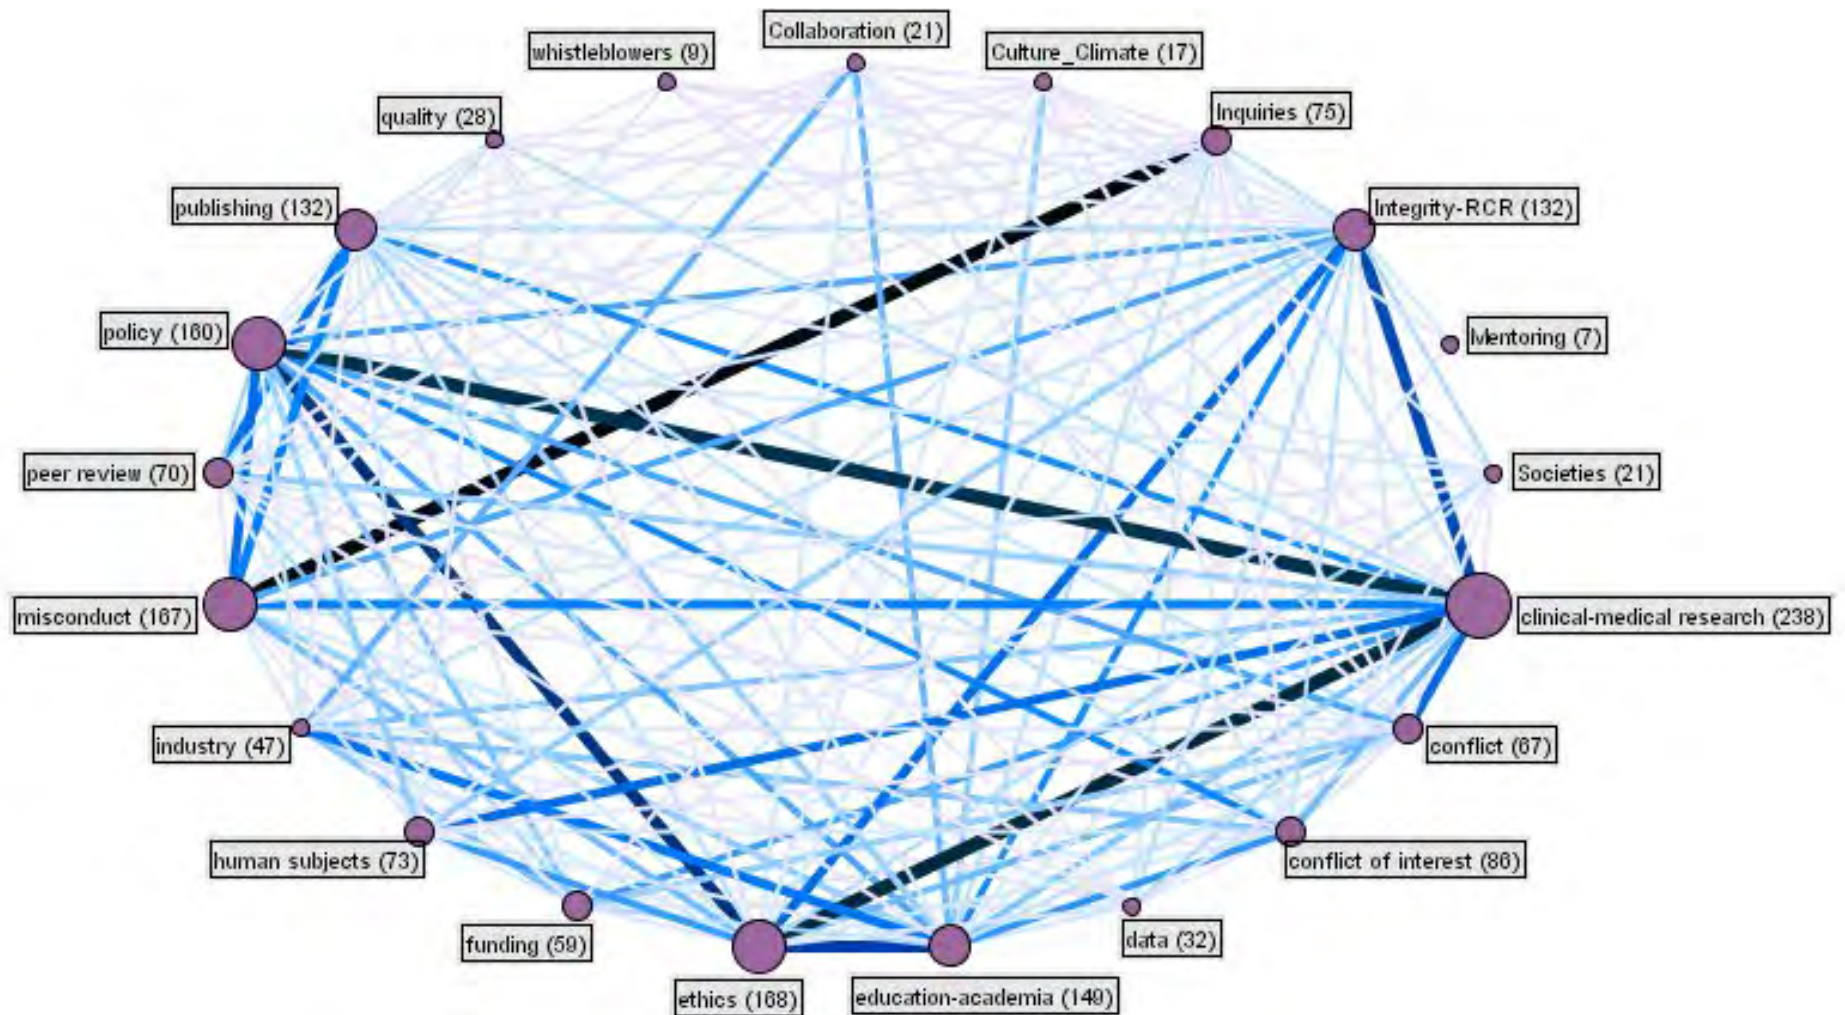 Collaboration (21)
whistleblowers (9)
Culture_Climate (17)
quality (28)
Inquiries (75)
publishing (132)
Integrity-RCR (132)
policy (160)
Mentoring (7)
peer review (70)
Societies (21)
misconduct (167)
clinical-medical research (238)
industry (47)
conflict (67)
human subjects (73)
conflict of interest (86)
funding (59)
data (32)
ethics (168)
education-academia (149)